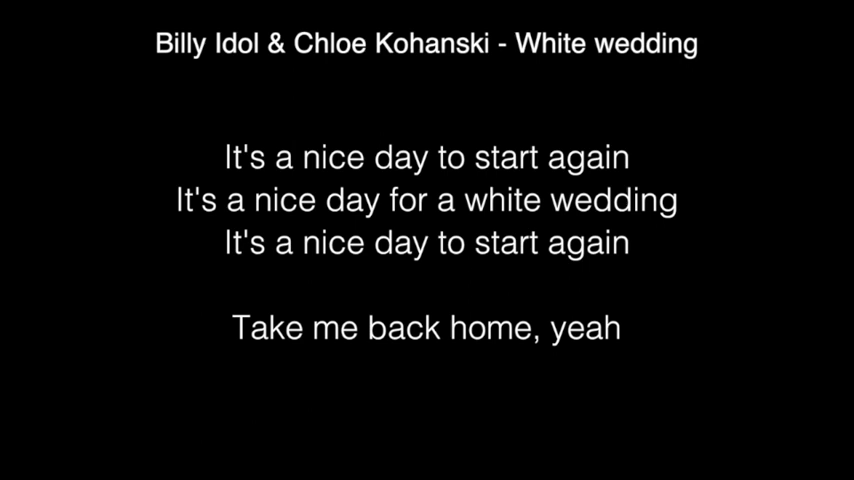 Billy Idol & Chloe Kohanski - White wedding
It's a nice day to start again
It's a nice day for a white wedding
It's a nice day to start again
Take me back home, yeah